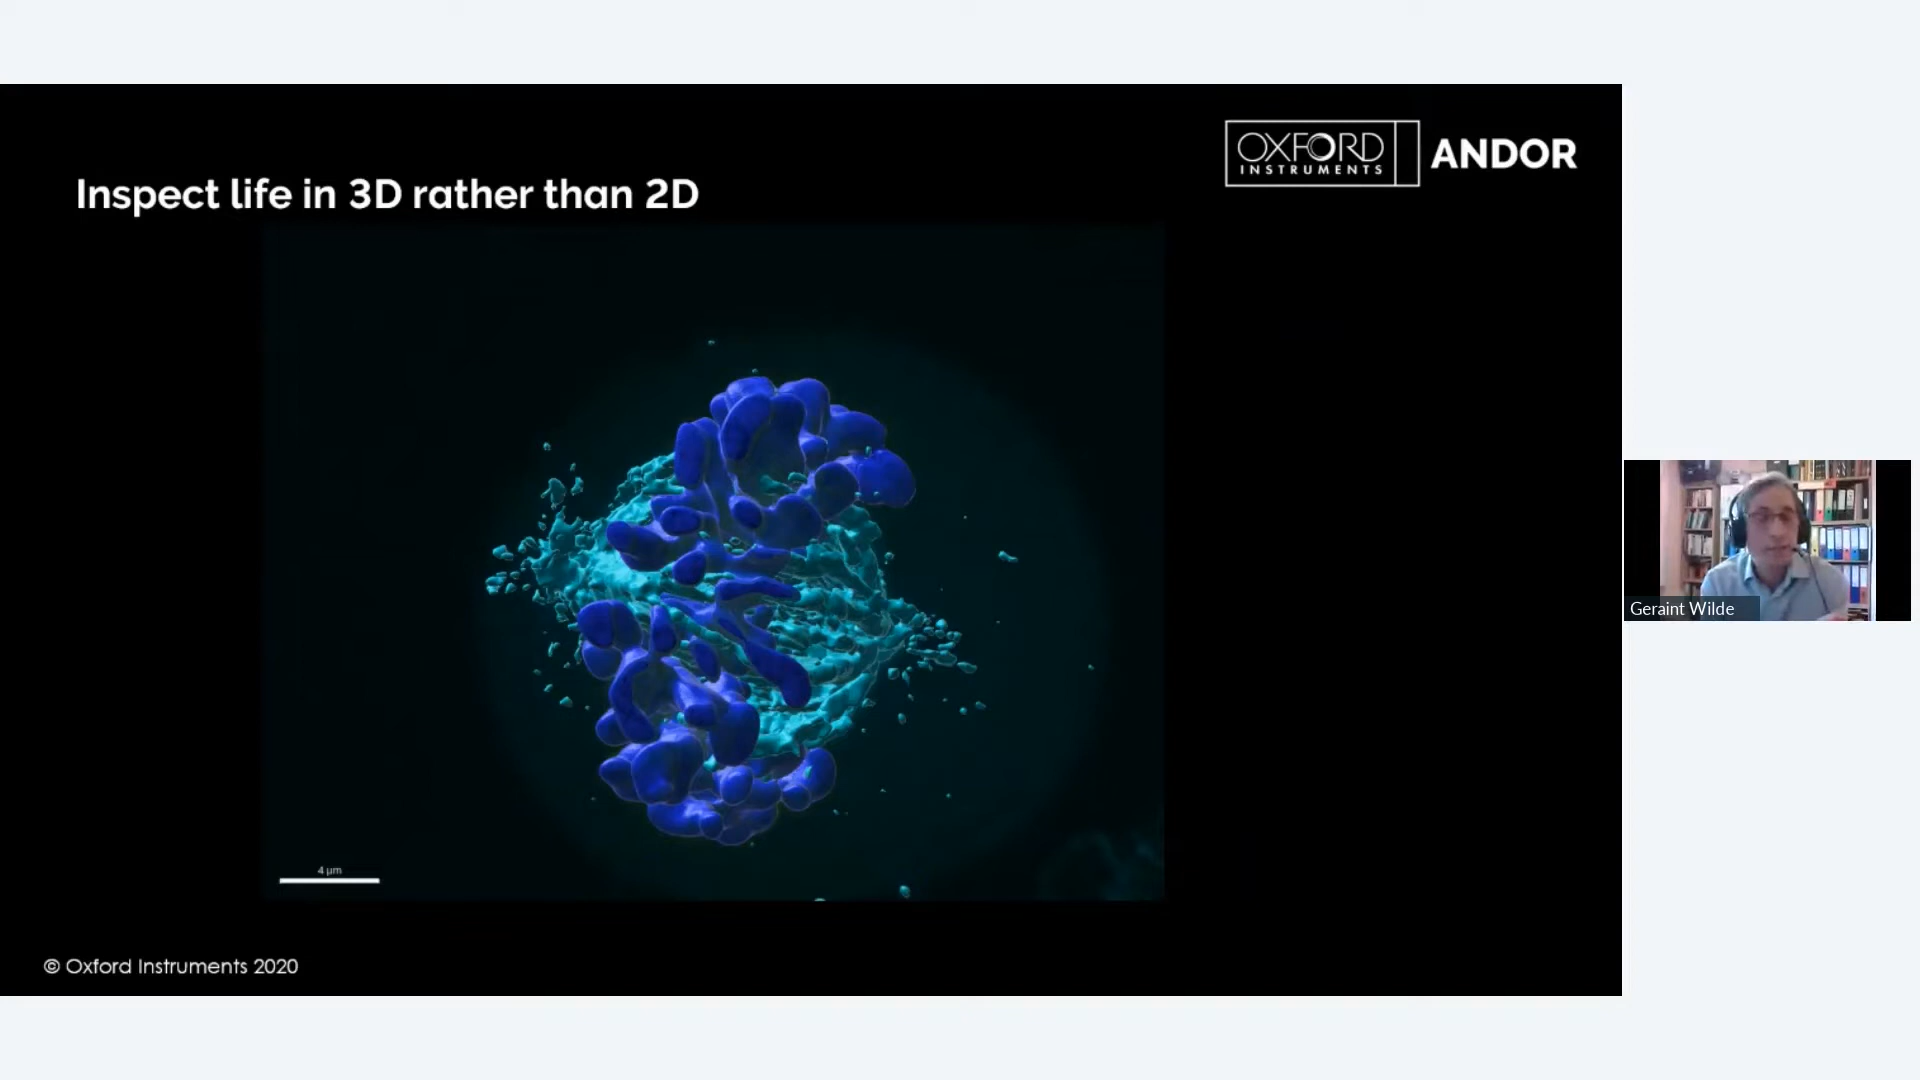 OXFORD
INSTRUMENTS
ANDOR
Inspect life in 3D rather than 2D
Geraint Wilde
4 µm
© Oxford Instruments 2020